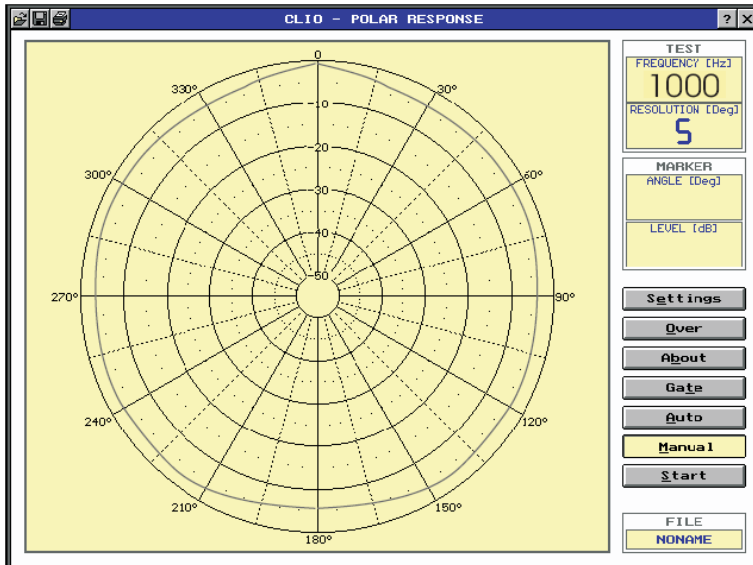 CLIO - POLAR RESPONSE
? X
0
330°
30°
-10
-20
300°
60°
-30
-40
-50
270°
90°
240°
120°
210°
150°
180°
TEST
FREQUENCY [Hz]
1000
RESOLUTION [Deg]
5
MARKER
ANGLE [Deg]
LEVEL [dB]
Settings
Over
About
Gate
Auto
Manual
Start
FILE
NONAME